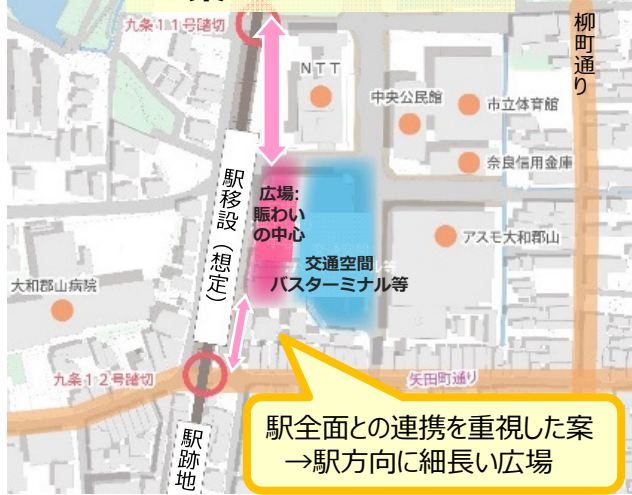 九条11号踏切
柳町通り
NTT
中央公民館
市立体育館
奈良信用金庫
駅移設（想定）
広場:
賑わい
の中心
アスモ大和郡山
交通空間
バスターミナル等
大和郡山病院
九条12号踏切
矢田町通り
駅全面との連携を重視した案
→駅方向に細長い広場
駅跡地